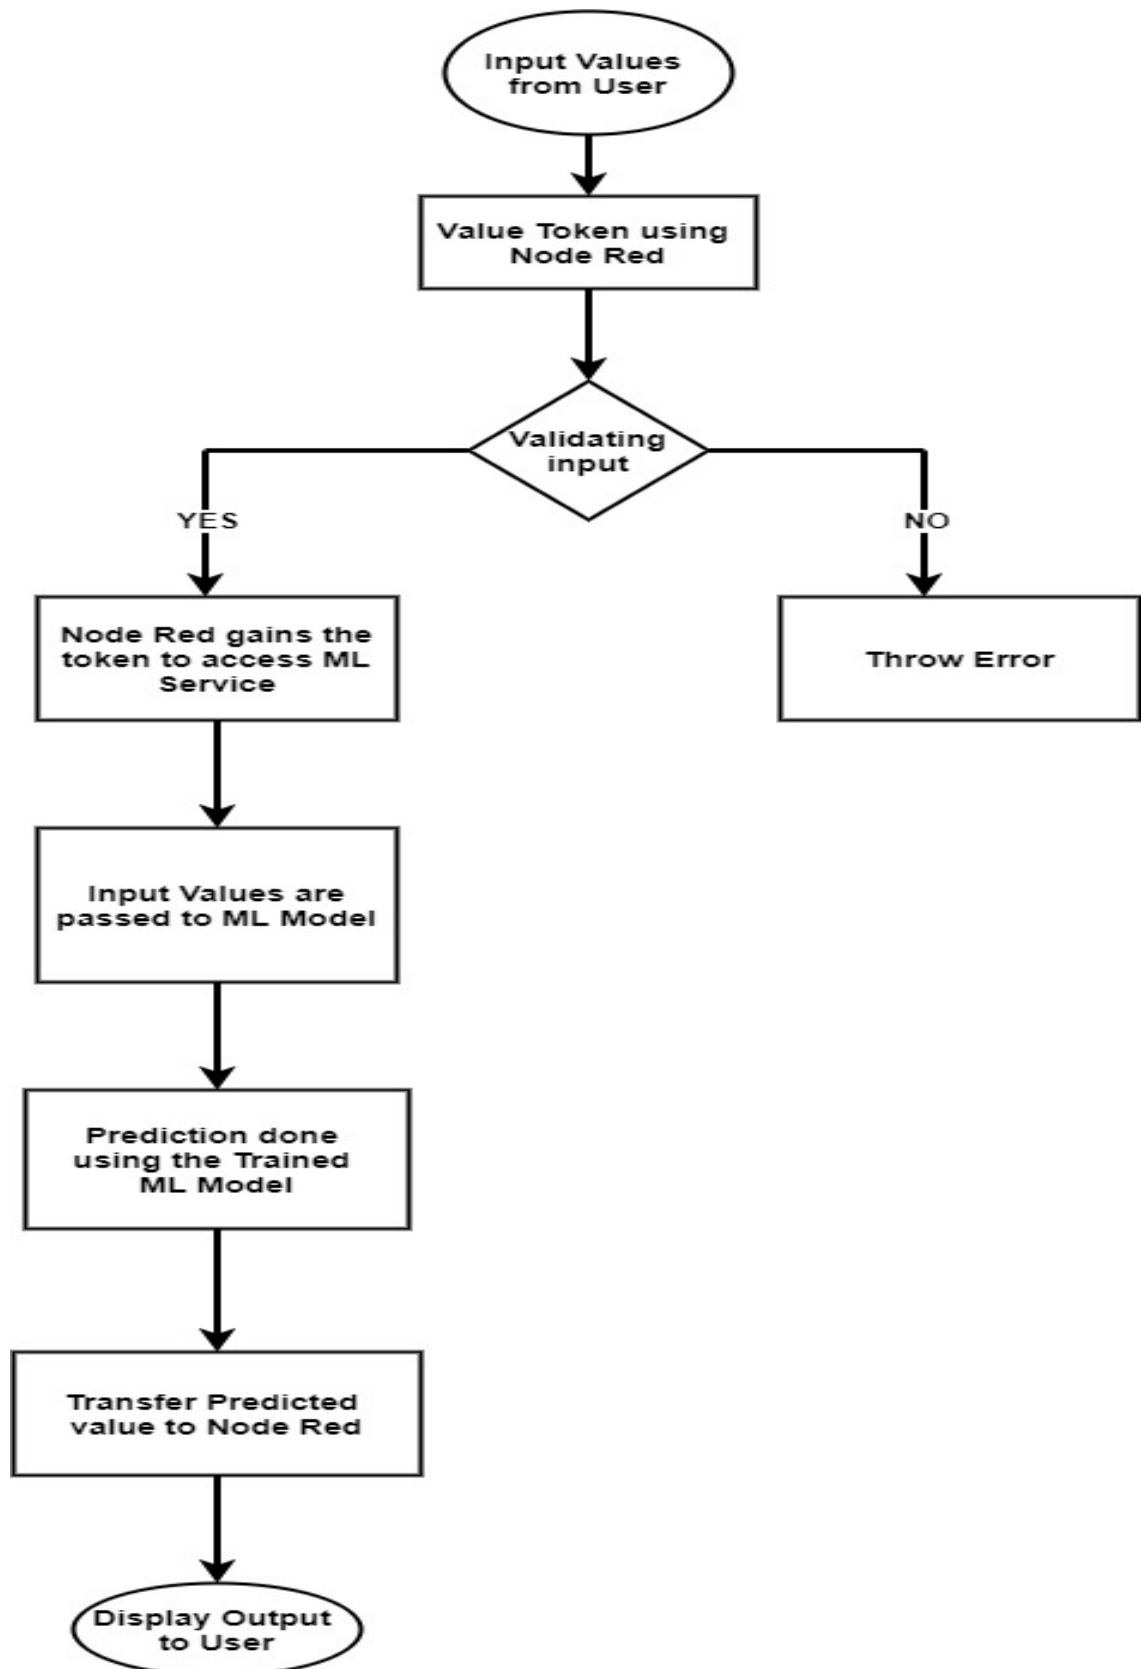 Input Values
from User
Value Token using
Node Red
Validating
input
YES
NO
Node Red gains the
token to access ML
Service
Throw Error
Input Values are
passed to ML Model
Prediction done
using the Trained
ML Model
Transfer Predicted
value to Node Red
Display Output
to User